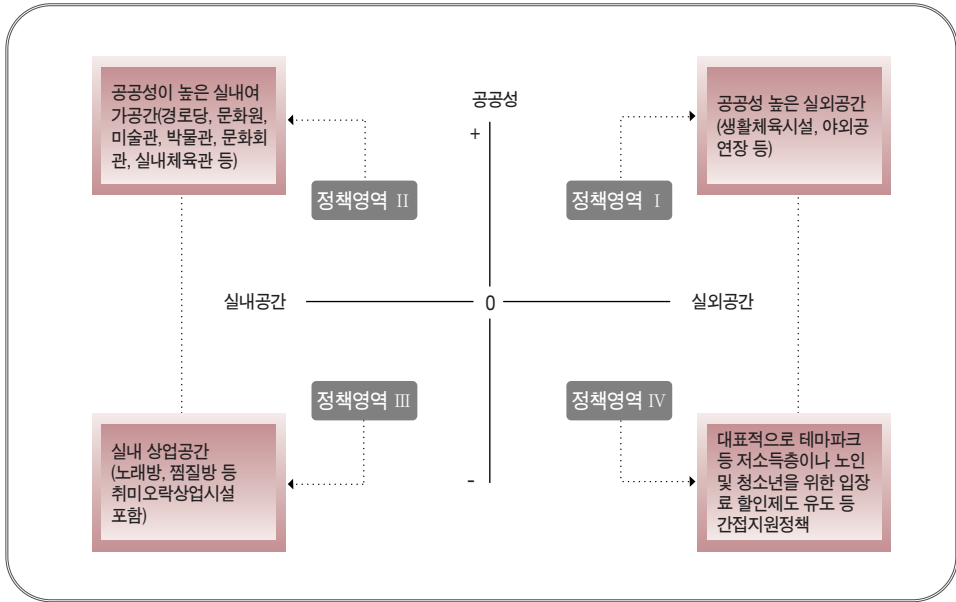 공공성이 높은 실내여
가공간(경로당, 문화원,
미술관, 박물관, 문화회
관, 실내체육관 등)
공공성
+
공공성 높은 실외공간
(생활체육시설, 야외공
연장 등)
정책영역 Ⅱ
정책영역 Ⅰ
실내공간
0
실외공간
정책영역 Ⅲ
정책영역 Ⅳ
실내 상업공간
(노래방, 찜질방 등
취미오락상업시설
포함)
-
대표적으로 테마파크
등 저소득층이나 노인
및 청소년을 위한 입장
료 할인제도 유도 등
간접지원정책